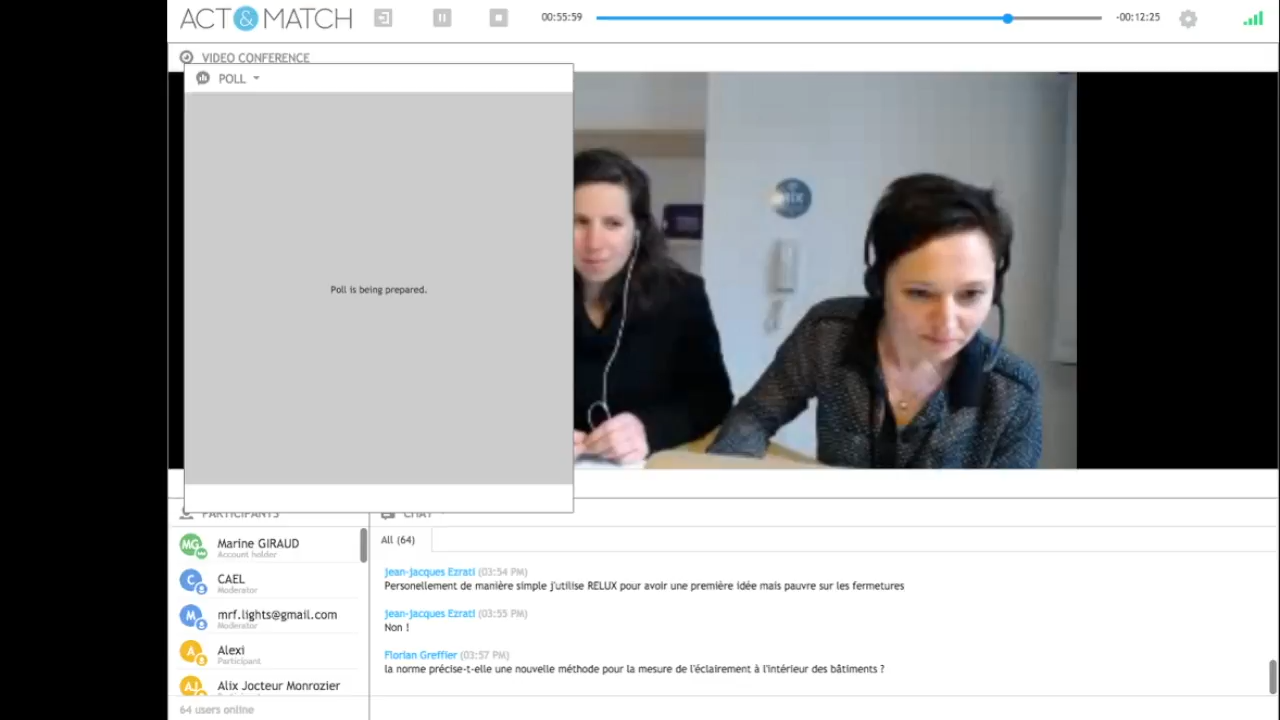 ACT & MATCH
00:55:59
-00:12:25
VIDEO CONFERENCE
POLL
Poll is being prepared.
PARTICIPANTS
CHAT
MG
Marine GIRAUD
Account holder
C
CAEL
Moderator
M
mrf.lights@gmail.com
Moderator
A
Alexi
Participant
AJ
Alix Jocteur Monrozier
64 users online
All (64)
jean-jacques Ezrati (03:54 PM)
Personellement de manière simple j'utilise RELUX pour avoir une première idée mais pauvre sur les fermetures
jean-jacques Ezrati (03:55 PM)
Non !
Florian Greffier (03:57 PM)
la norme précise-t-elle une nouvelle méthode pour la mesure de l'éclairement à l'intérieur des bâtiments ?